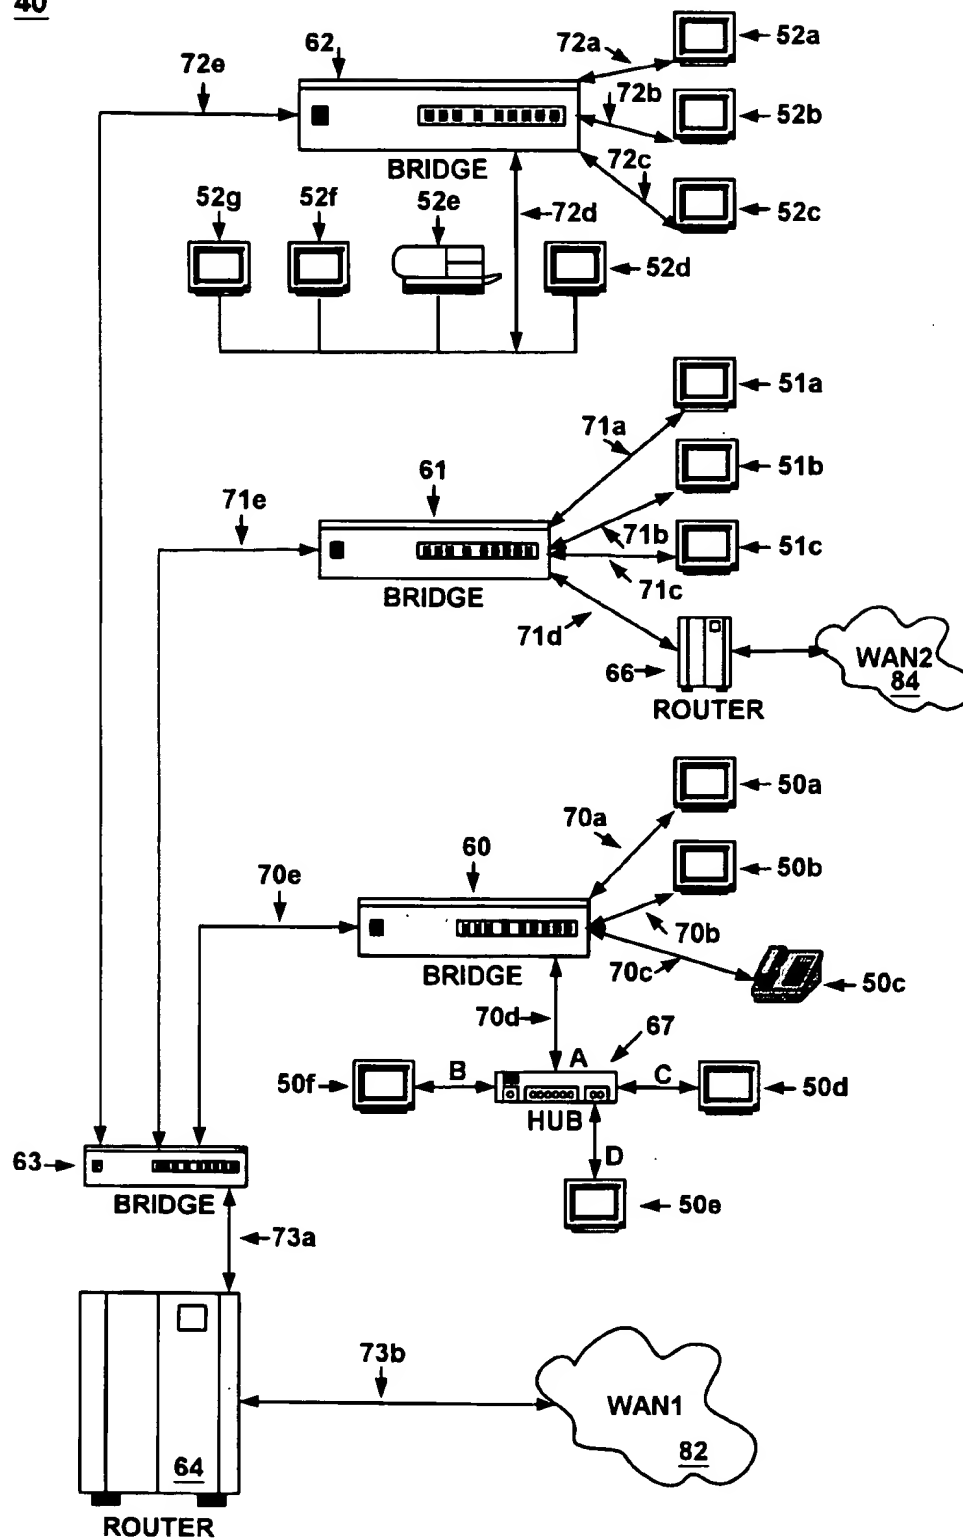 40
62
72a
52a
72e
72b
52b
BRIDGE
72c
52c
52g
52f
52e
72d
52d
51a
71a
51b
61
71e
71b
51c
BRIDGE
71c
71d
66
WAN2
84
ROUTER
50a
70a
60
50b
70e
70b
BRIDGE
70c
50c
70d
67
A
50f
B
C
50d
HUB
D
63
BRIDGE
50e
73a
73b
WAN1
82
64
ROUTER